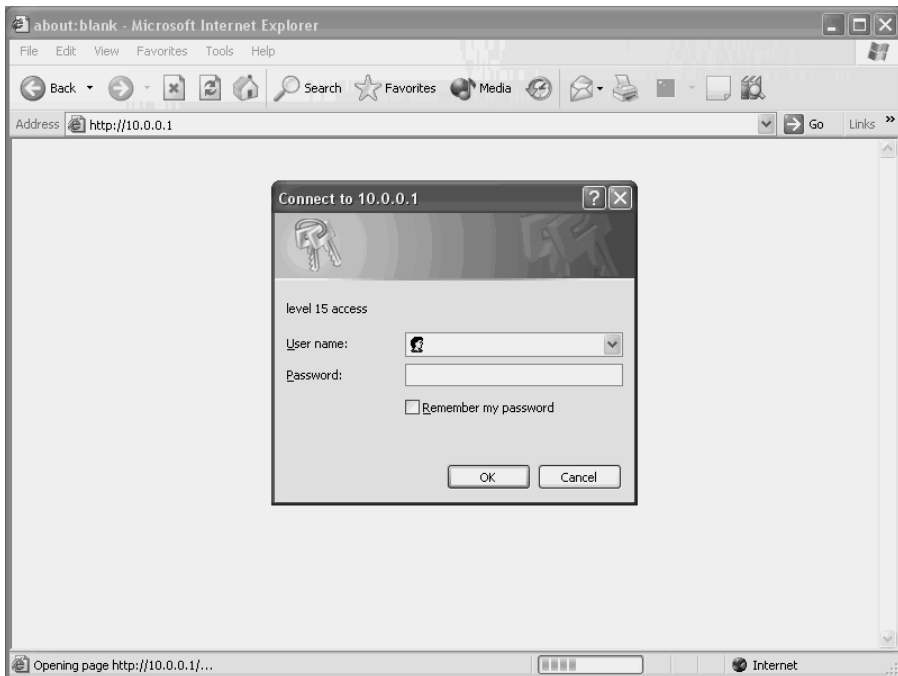 about:blank - Microsoft Internet Explorer
File Edit View Favorites Tools Help
Back Search Favorites Media
Address http://10.0.0.1 Go Links »
Connect to 10.0.0.1
level 15 access
User name:
Password:
Remember my password
OK Cancel
Opening page http://10.0.0.1/... Internet